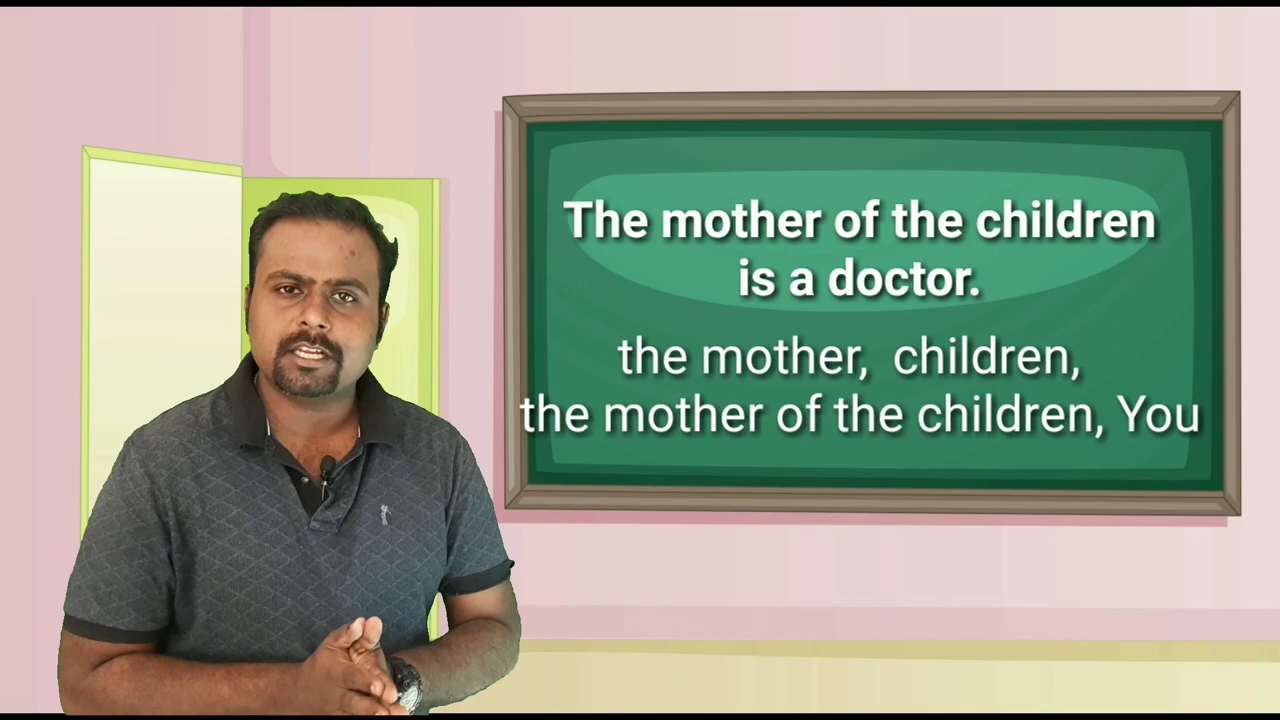 The mother of the children
is a doctor.
the mother, children,
the mother of the children, You